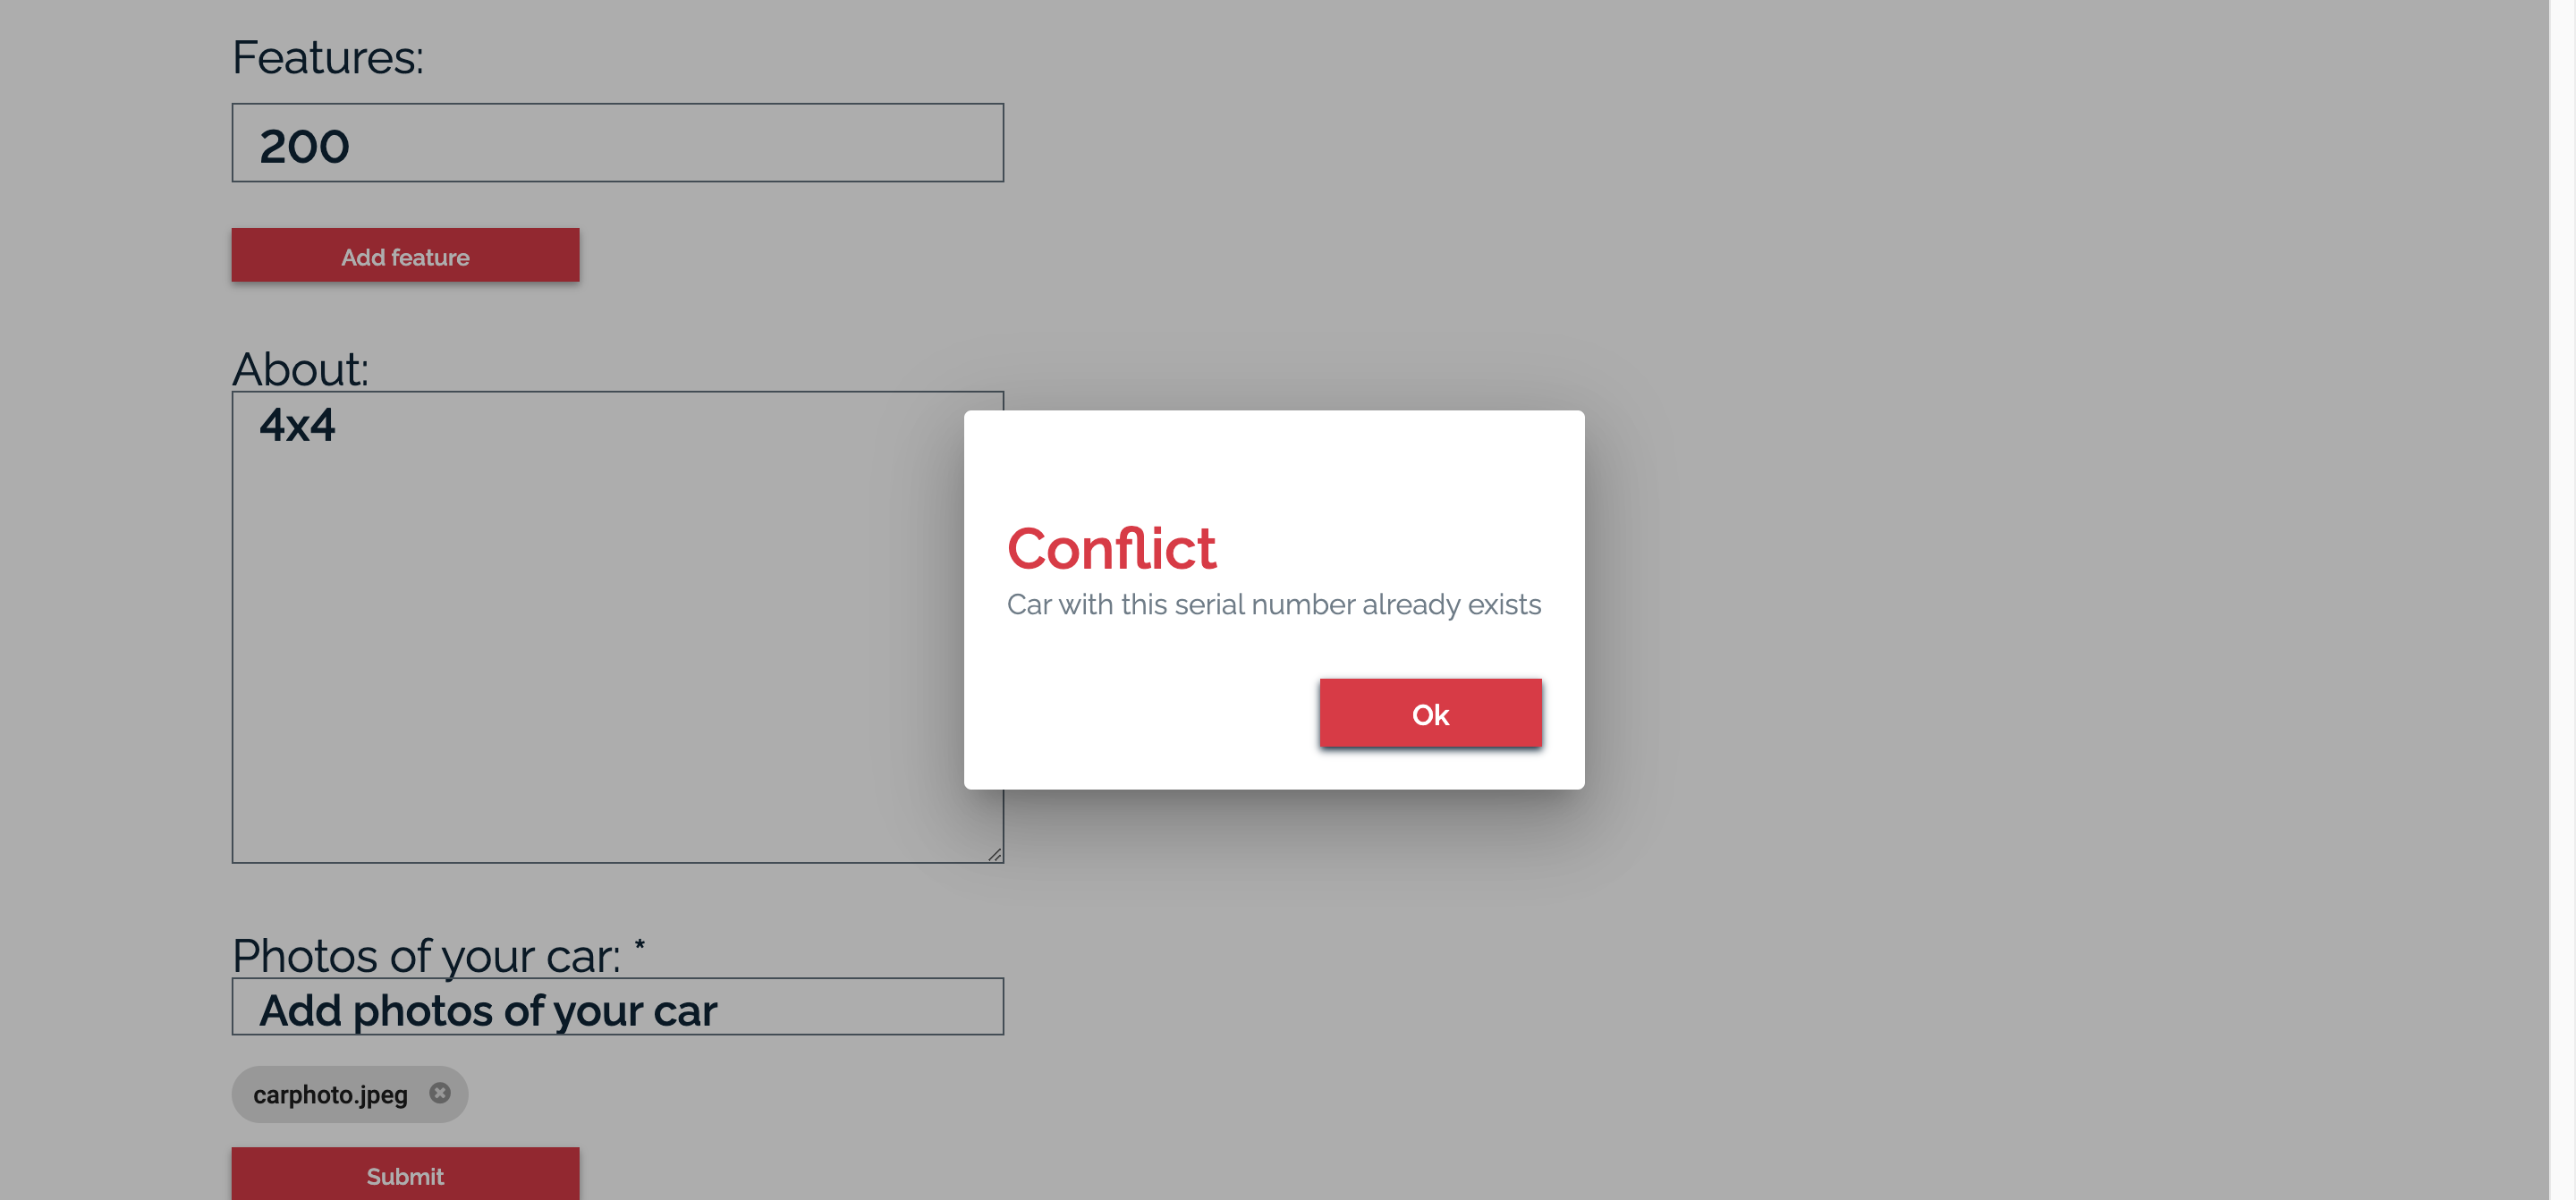 Features:
200
Add feature
About:
4x4
Conflict
Car with this serial number already exists
Ok
Photos of your car: *
Add photos of your car
carphoto.jpeg
Submit